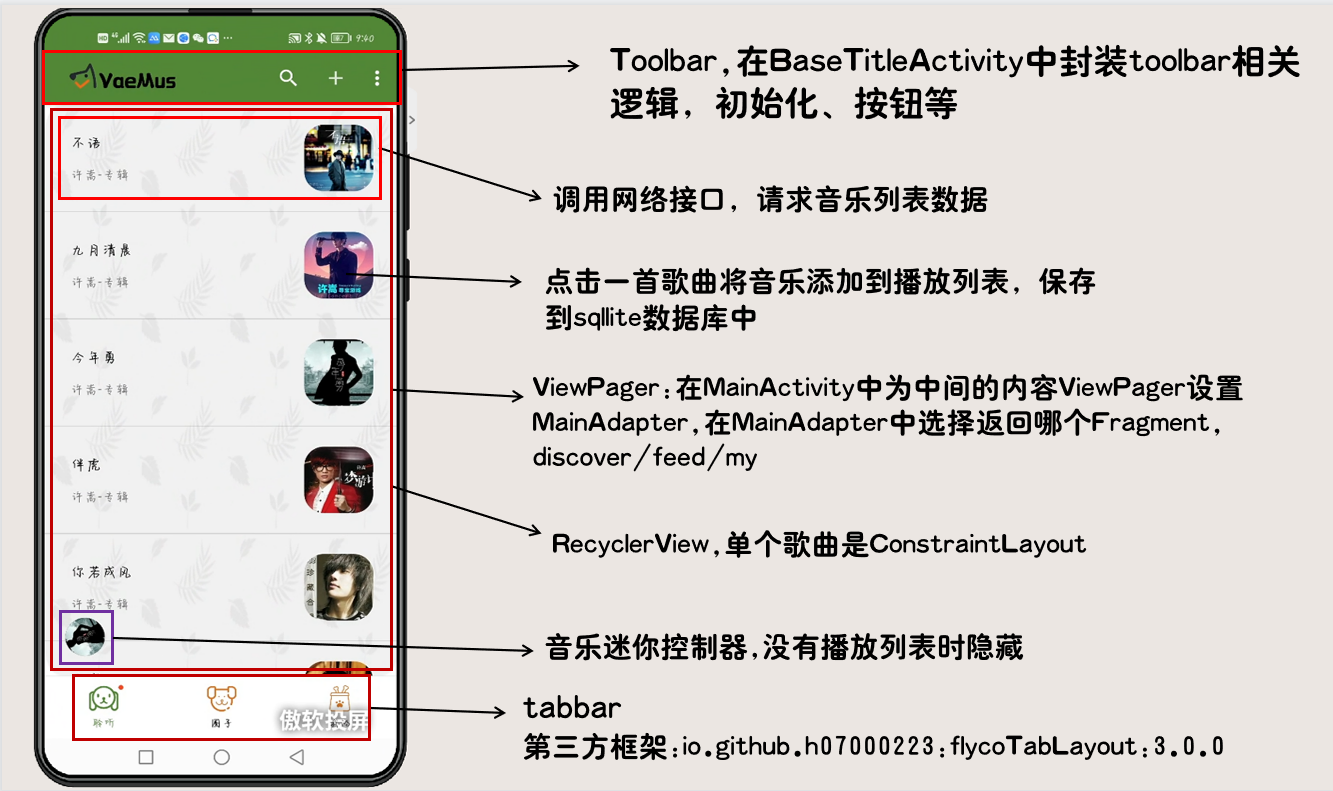 9:40
VaeMus
不语
许嵩-专辑
九月清晨
许嵩-专辑
许嵩
今年勇
许嵩-专辑
伴虎
许嵩-专辑
你若成风
许嵩-专辑
聆听
圈子
傲软投屏
Toolbar,在BaseTitleActivity中封装toolbar相关
逻辑，初始化、按钮等
调用网络接口，请求音乐列表数据
点击一首歌曲将音乐添加到播放列表，保存
到sqllite数据库中
ViewPager:在MainActivity中为中间的内容ViewPager设置
MainAdapter,在MainAdapter中选择返回哪个Fragment,
discover/feed/my
RecyclerView,单个歌曲是ConstraintLayout
音乐迷你控制器,没有播放列表时隐藏
tabbar
第三方框架:io.github.h07000223:flycoTabLayout:3.0.0